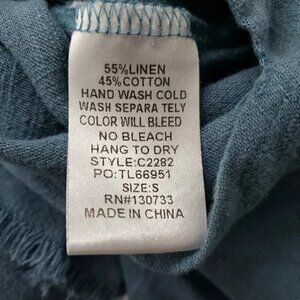 55%LINEN
45%COTTON
HAND WASH COLD
WASH SEPARA TELY
COLOR WILL BLEED
NO BLEACH
HANG TO DRY
STYLE:C2282
PO:TL66951
SIZE:S
RN#130733
MADE IN CHINA